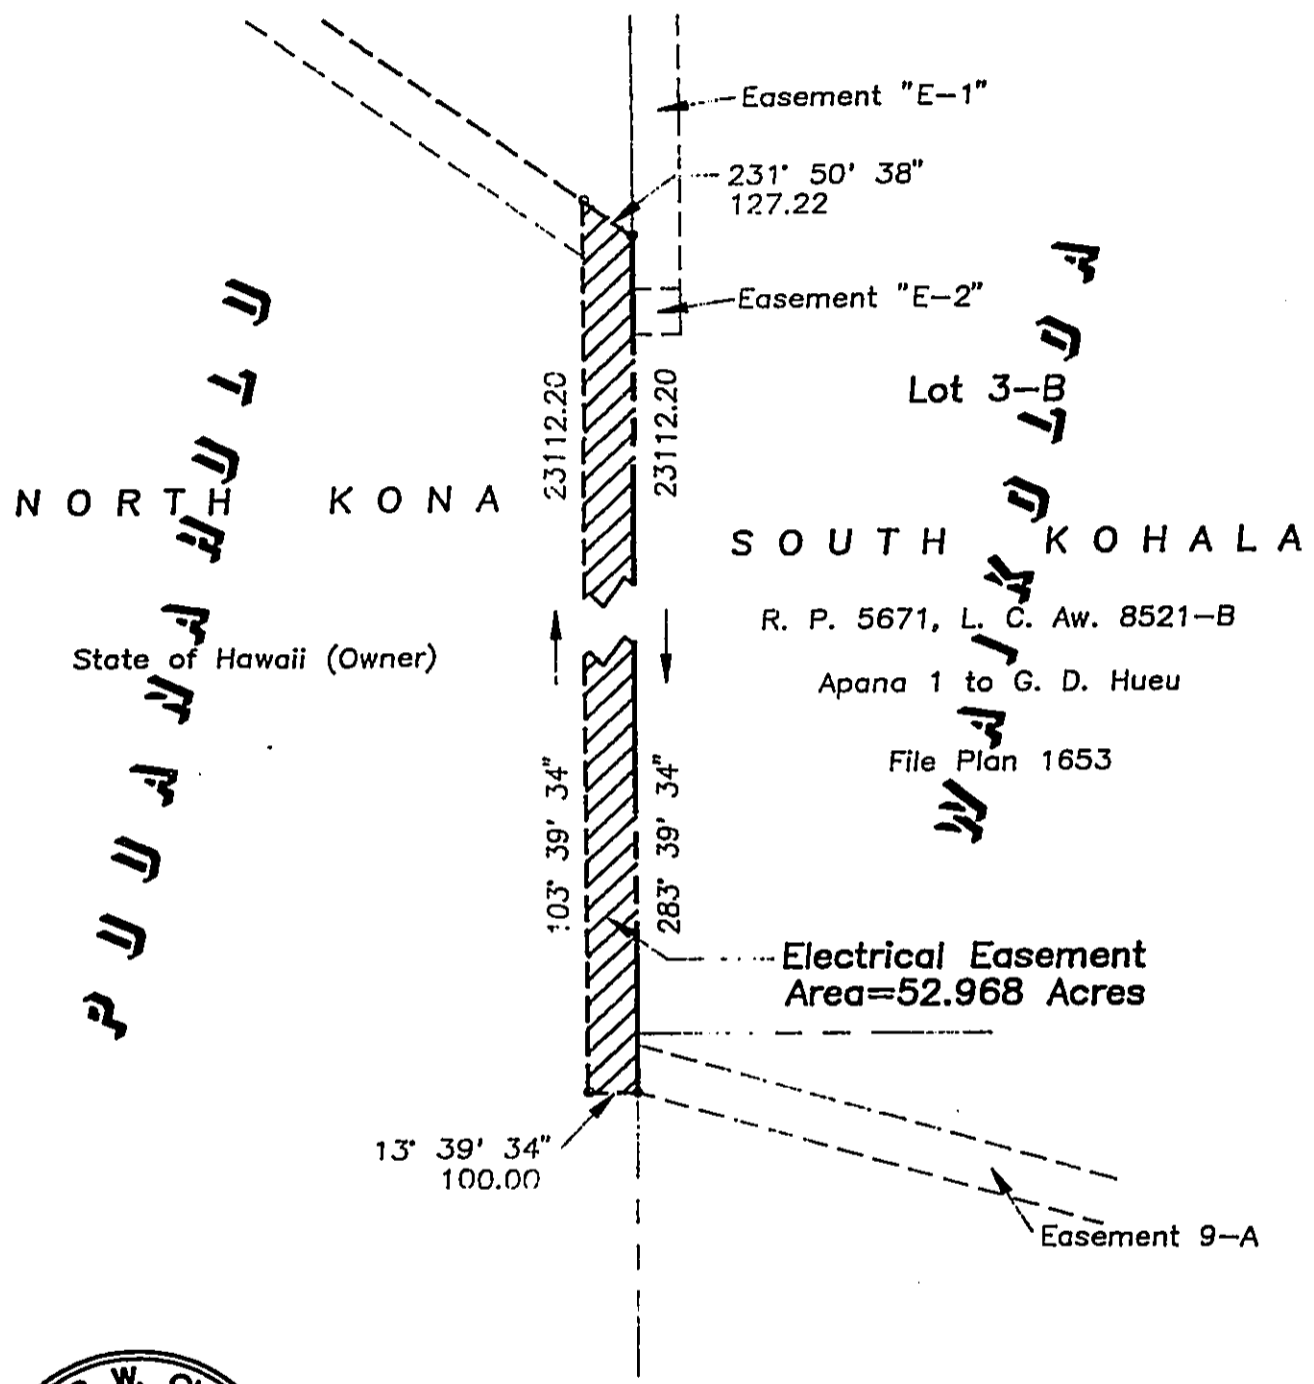 Easement "E-1"
231° 50' 38"
127.22
Easement "E-2"
Lot 3-B
23112.20
23112.20
NORTH KONA
SOUTH KOHALA
PUUANAHULU
WAIKOLOA
R. P. 5671, L. C. Aw. 8521-B
State of Hawaii (Owner)
Apana 1 to G. D. Hueu
File Plan 1653
103° 39' 34"
283° 39' 34"
Electrical Easement
Area=52.968 Acres
13° 39' 34"
100.00
Easement 9-A
W.